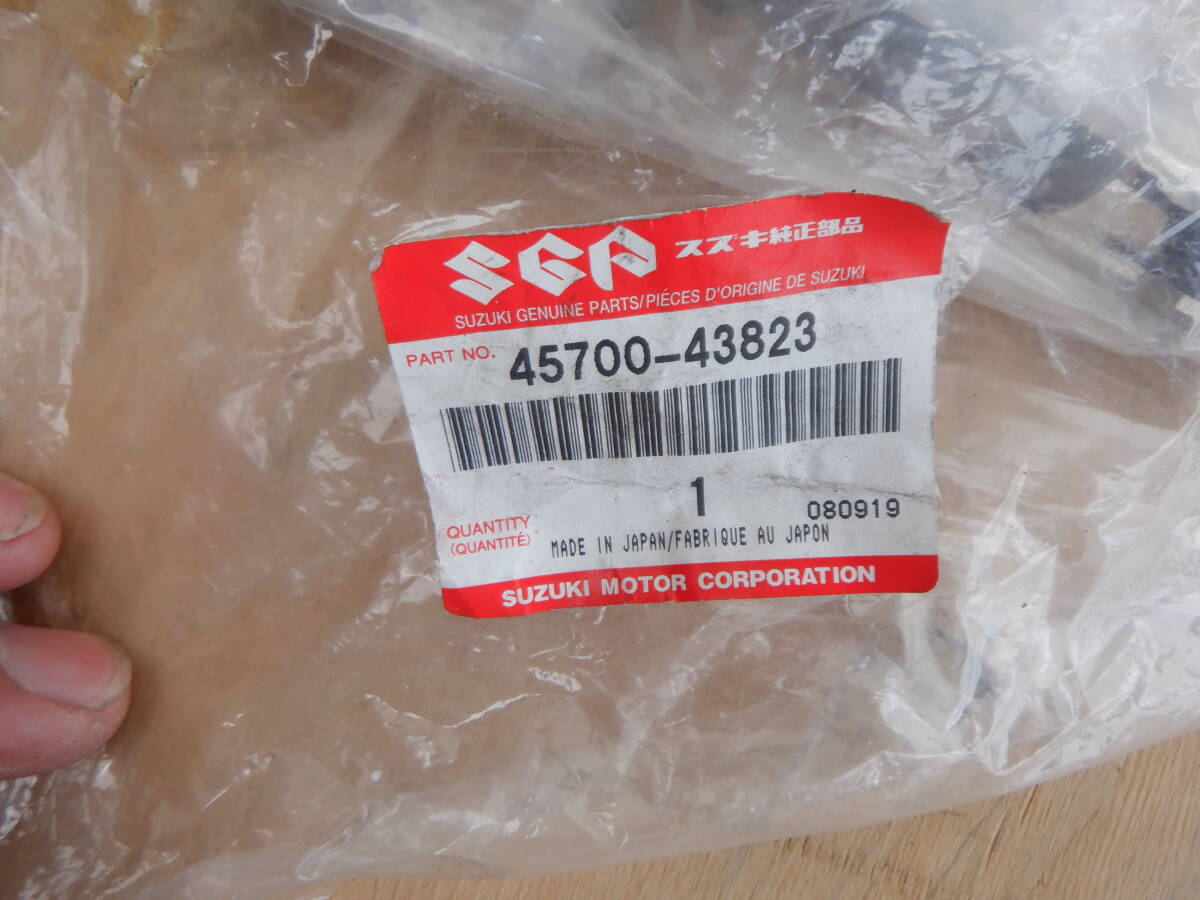 SGP スズキ純正部品
SUZUKI GENUINE PARTS/PIÉCES D'ORIGINE DE SUZUKI
PART NO. 45700-43823
1
080919
QUANTITY
(QUANTITÉ)
MADE IN JAPAN/FABRIQUE AU JAPON
SUZUKI MOTOR CORPORATION